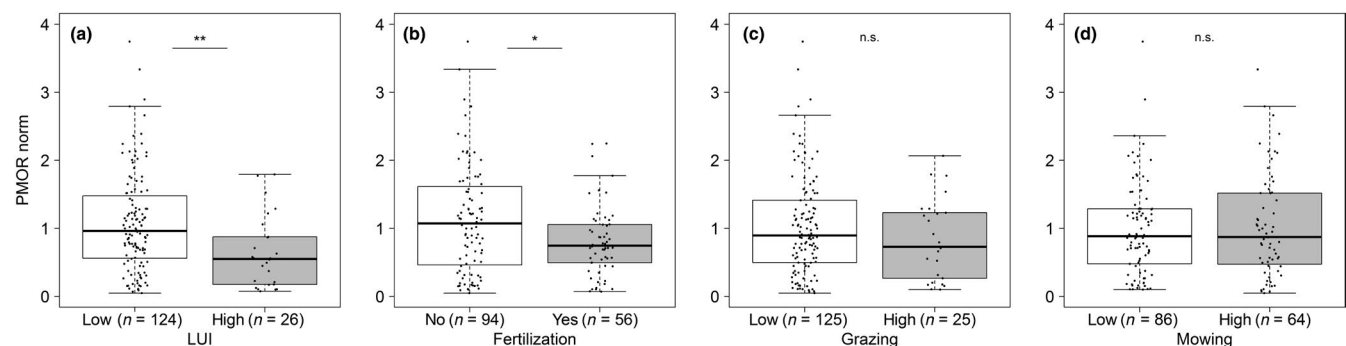 PMOR norm
(a)
**
4
3
2
1
0
Low (n = 124) High (n = 26)
LUI
(b)
*
4
3
2
1
0
No (n = 94) Yes (n = 56)
Fertilization
(c)
n.s.
4
3
2
1
0
Low (n = 125) High (n = 25)
Grazing
(d)
n.s.
4
3
2
1
0
Low (n = 86) High (n = 64)
Mowing